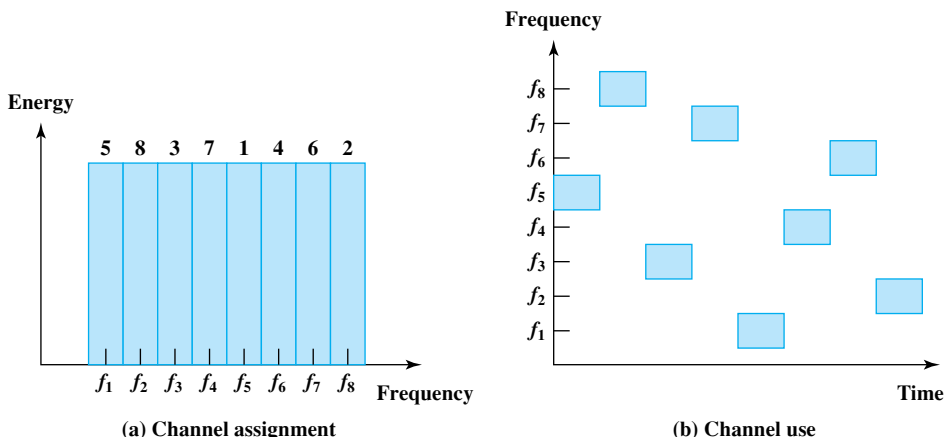 Energy
5 8 3 7 1 4 6 2
f1 f2 f3 f4 f5 f6 f7 f8
Frequency
(a) Channel assignment
Frequency
f8
f7
f6
f5
f4
f3
f2
f1
Time
(b) Channel use